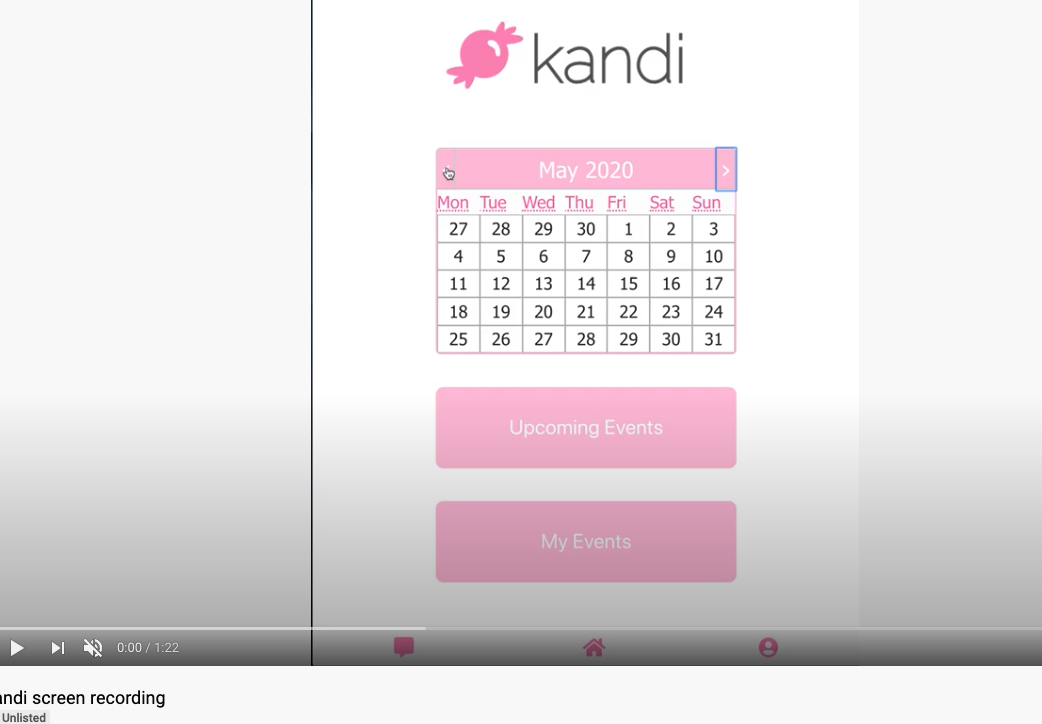 kandi
May 2020 >
Mon Tue Wed Thu Fri Sat Sun
27 28 29 30 1 2 3
4 5 6 7 8 9 10
11 12 13 14 15 16 17
18 19 20 21 22 23 24
25 26 27 28 29 30 31
Upcoming Events
My Events
0:00 / 1:22
andi screen recording
Unlisted